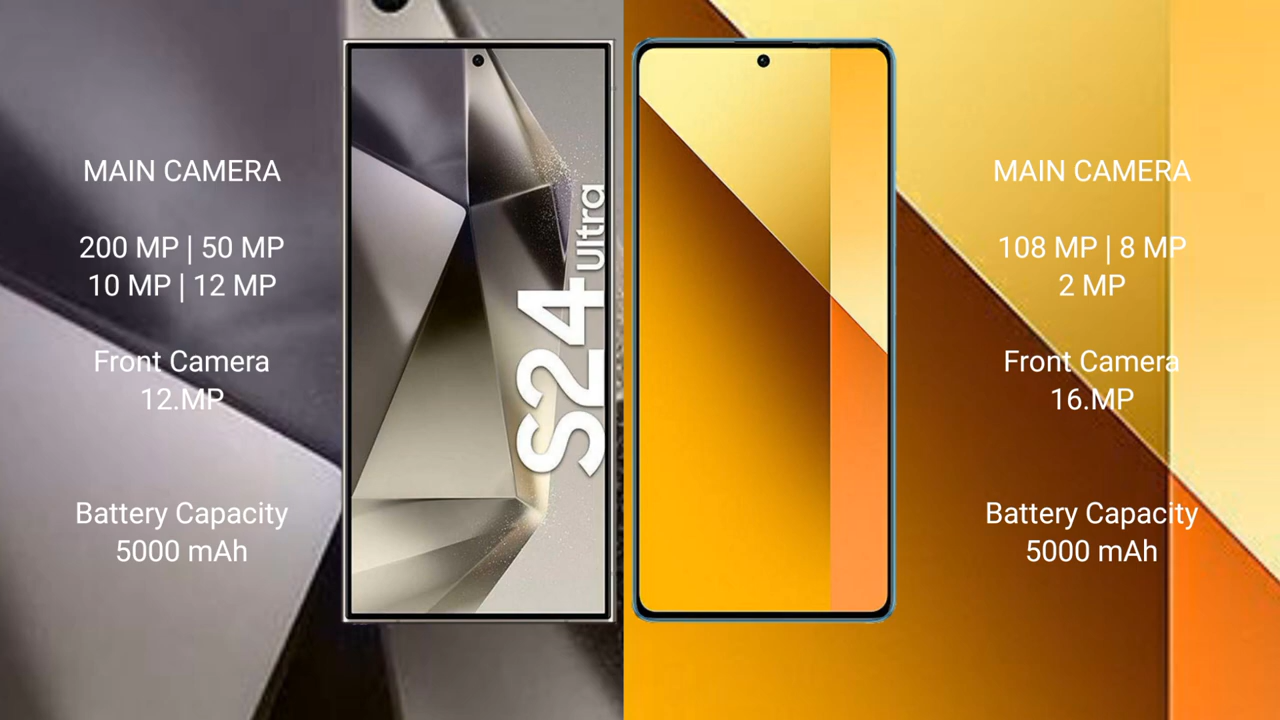 MAIN CAMERA
200 MP | 50 MP
10 MP | 12 MP
Front Camera
12.MP
Battery Capacity
5000 mAh
S24 Ultra
MAIN CAMERA
108 MP | 8 MP
2 MP
Front Camera
16.MP
Battery Capacity
5000 mAh